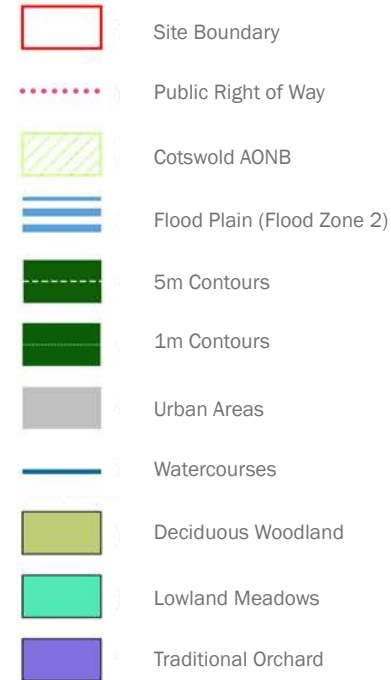 Site Boundary
Public Right of Way
Cotswold AONB
Flood Plain (Flood Zone 2)
5m Contours
1m Contours
Urban Areas
Watercourses
Deciduous Woodland
Lowland Meadows
Traditional Orchard